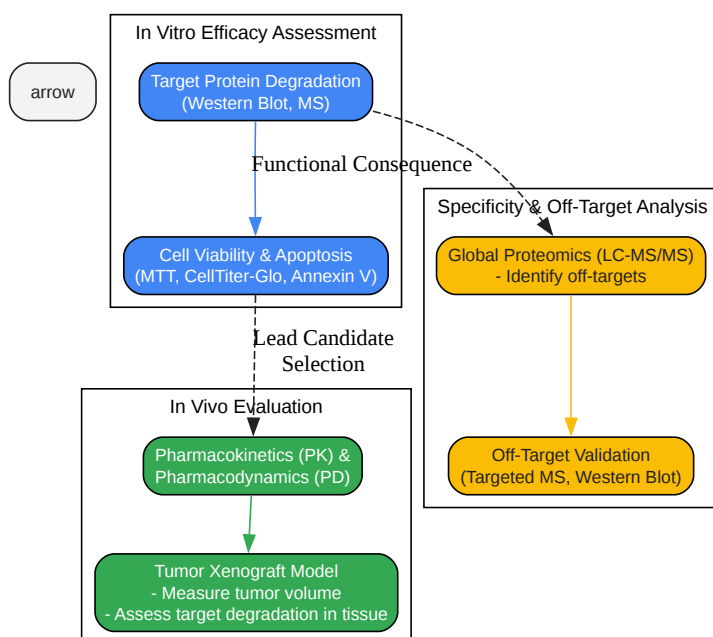 In Vitro Efficacy Assessment
arrow
Target Protein Degradation
(Western Blot, MS)
Functional Consequence
Cell Viability & Apoptosis
(MTT, CellTiter-Glo, Annexin V)
Specificity & Off-Target Analysis
Global Proteomics (LC-MS/MS)
- Identify off-targets
Lead Candidate
Selection
In Vivo Evaluation
Pharmacokinetics (PK) &
Pharmacodynamics (PD)
Off-Target Validation
(Targeted MS, Western Blot)
Tumor Xenograft Model
- Measure tumor volume
- Assess target degradation in tissue